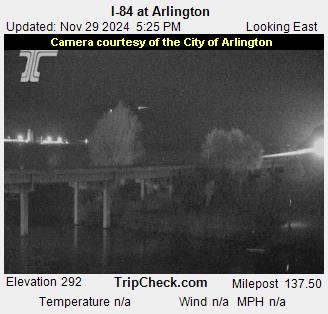 I-84 at Arlington
Updated: Nov 29 2024 5:25 PM Looking East
Camera courtesy of the City of Arlington
Elevation 292 TripCheck.com Milepost 137.50
Temperature n/a Wind n/a MPH n/a